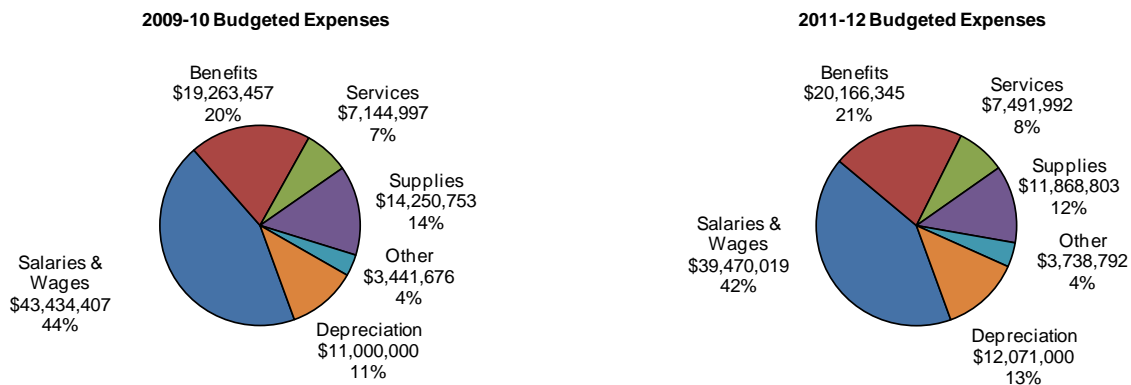 2009-10 Budgeted Expenses
Benefits
$19,263,457
20%
Services
$7,144,997
7%
Supplies
$14,250,753
14%
Other
$3,441,676
4%
Depreciation
$11,000,000
11%
Salaries &
Wages
$43,434,407
44%
2011-12 Budgeted Expenses
Benefits
$20,166,345
21%
Services
$7,491,992
8%
Supplies
$11,868,803
12%
Other
$3,738,792
4%
Depreciation
$12,071,000
13%
Salaries &
Wages
$39,470,019
42%